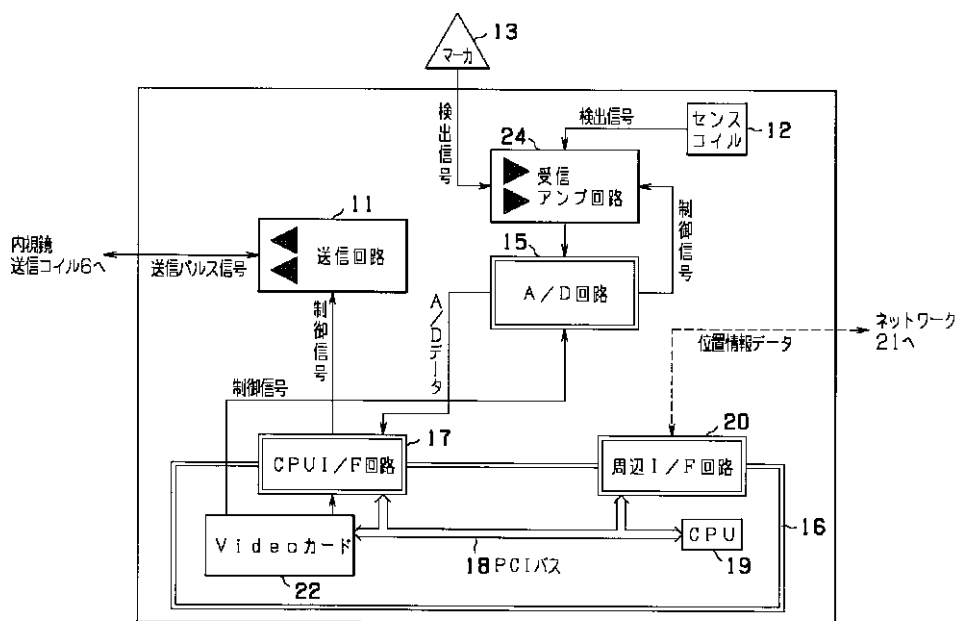 13
マーカ
検出信号
検出信号
センス
コイル
12
24
受信
アンプ回路
制御信号
11
送信回路
内視鏡
送信コイル6へ
送信パルス信号
15
A/D回路
制御信号
A/Dデータ
位置情報データ
ネットワーク
21へ
制御信号
17
CPUI/F回路
20
周辺I/F回路
16
Videoカード
22
18PCIバス
CPU
19